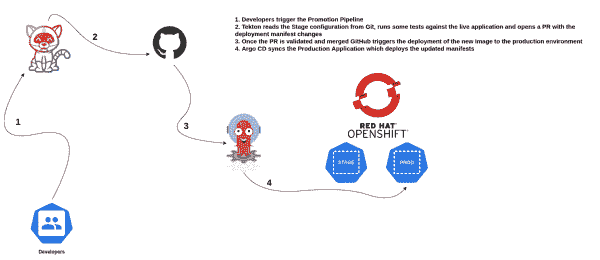 1. Developers trigger the Promotion Pipeline
2. Tekton reads the Stage configuration from Git, runs some tests against the live application and opens a PR with the
deployment manifest changes
3. Once the PR is validated and merged GitHub triggers the deployment of the new Image to the production environment
4. Argo CD syncs the Production Application which deploys the updated manifests
2
1
3
RED HAT
OPENSHIFT
STAGE
PROD
4
Developers